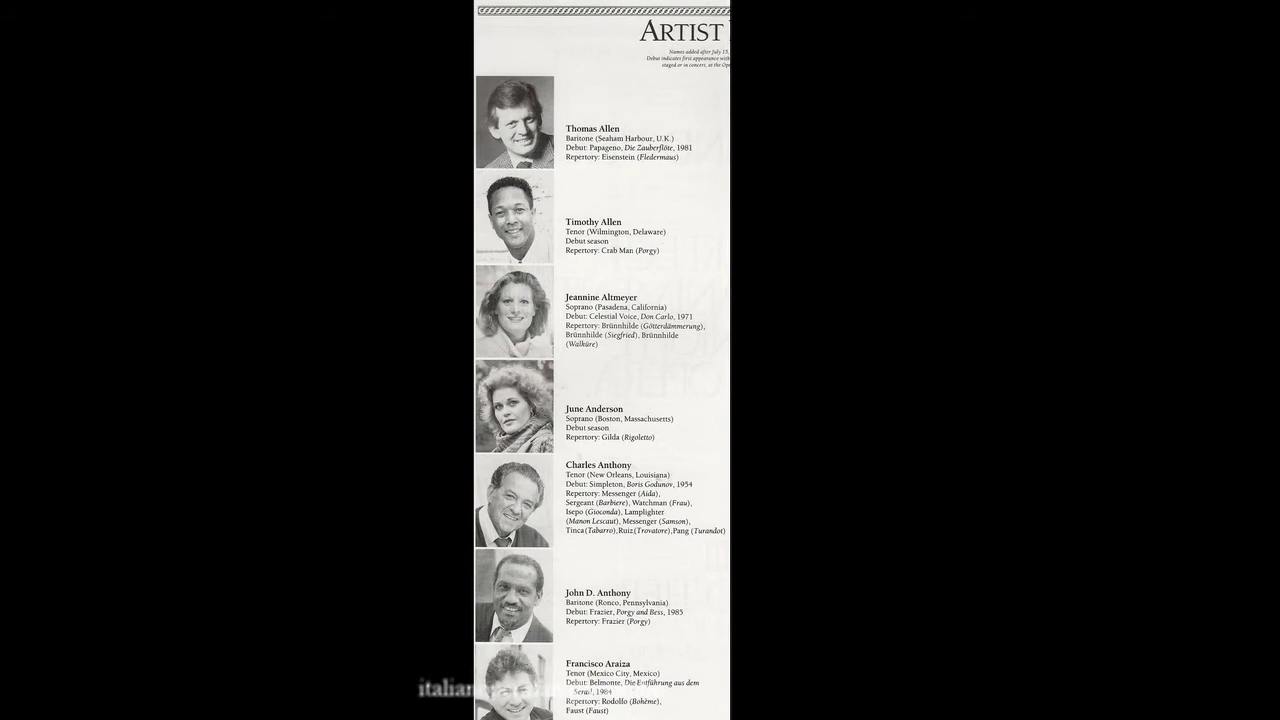 ARTIST
Names added after July 15,
Debut indicates first appearance with
staged or in concert, at the Ope
Thomas Allen
Baritone (Seaham Harbour, U.K.)
Debut: Papageno, Die Zauberflöte, 1981
Repertory: Eisenstein (Fledermaus)
Timothy Allen
Tenor (Wilmington, Delaware)
Debut season
Repertory: Crab Man (Porgy)
Jeannine Altmeyer
Soprano (Pasadena, California)
Debut: Celestial Voice, Don Carlo, 1971
Repertory: Brünnhilde (Götterdämmerung),
Brünnhilde (Siegfried), Brünnhilde
(Walküre)
June Anderson
Soprano (Boston, Massachusetts)
Debut season
Repertory: Gilda (Rigoletto)
Charles Anthony
Tenor (New Orleans, Louisiana)
Debut: Simpleton, Boris Godunov, 1954
Repertory: Messenger (Aida),
Sergeant (Barbiere), Watchman (Frau),
Isepo (Gioconda), Lamplighter
(Manon Lescaut), Messenger (Samson),
Tinca (Tabarro), Ruiz (Trovatore), Pang (Turandot)
John D. Anthony
Baritone (Ronco, Pennsylvania)
Debut: Frazier, Porgy and Bess, 1985
Repertory: Frazier (Porgy)
Francisco Araiza
Tenor (Mexico City, Mexico)
Debut: Belmonte, Die Entführung aus dem
Serail, 1984
Repertory: Rodolfo (Bohème),
Faust (Faust)